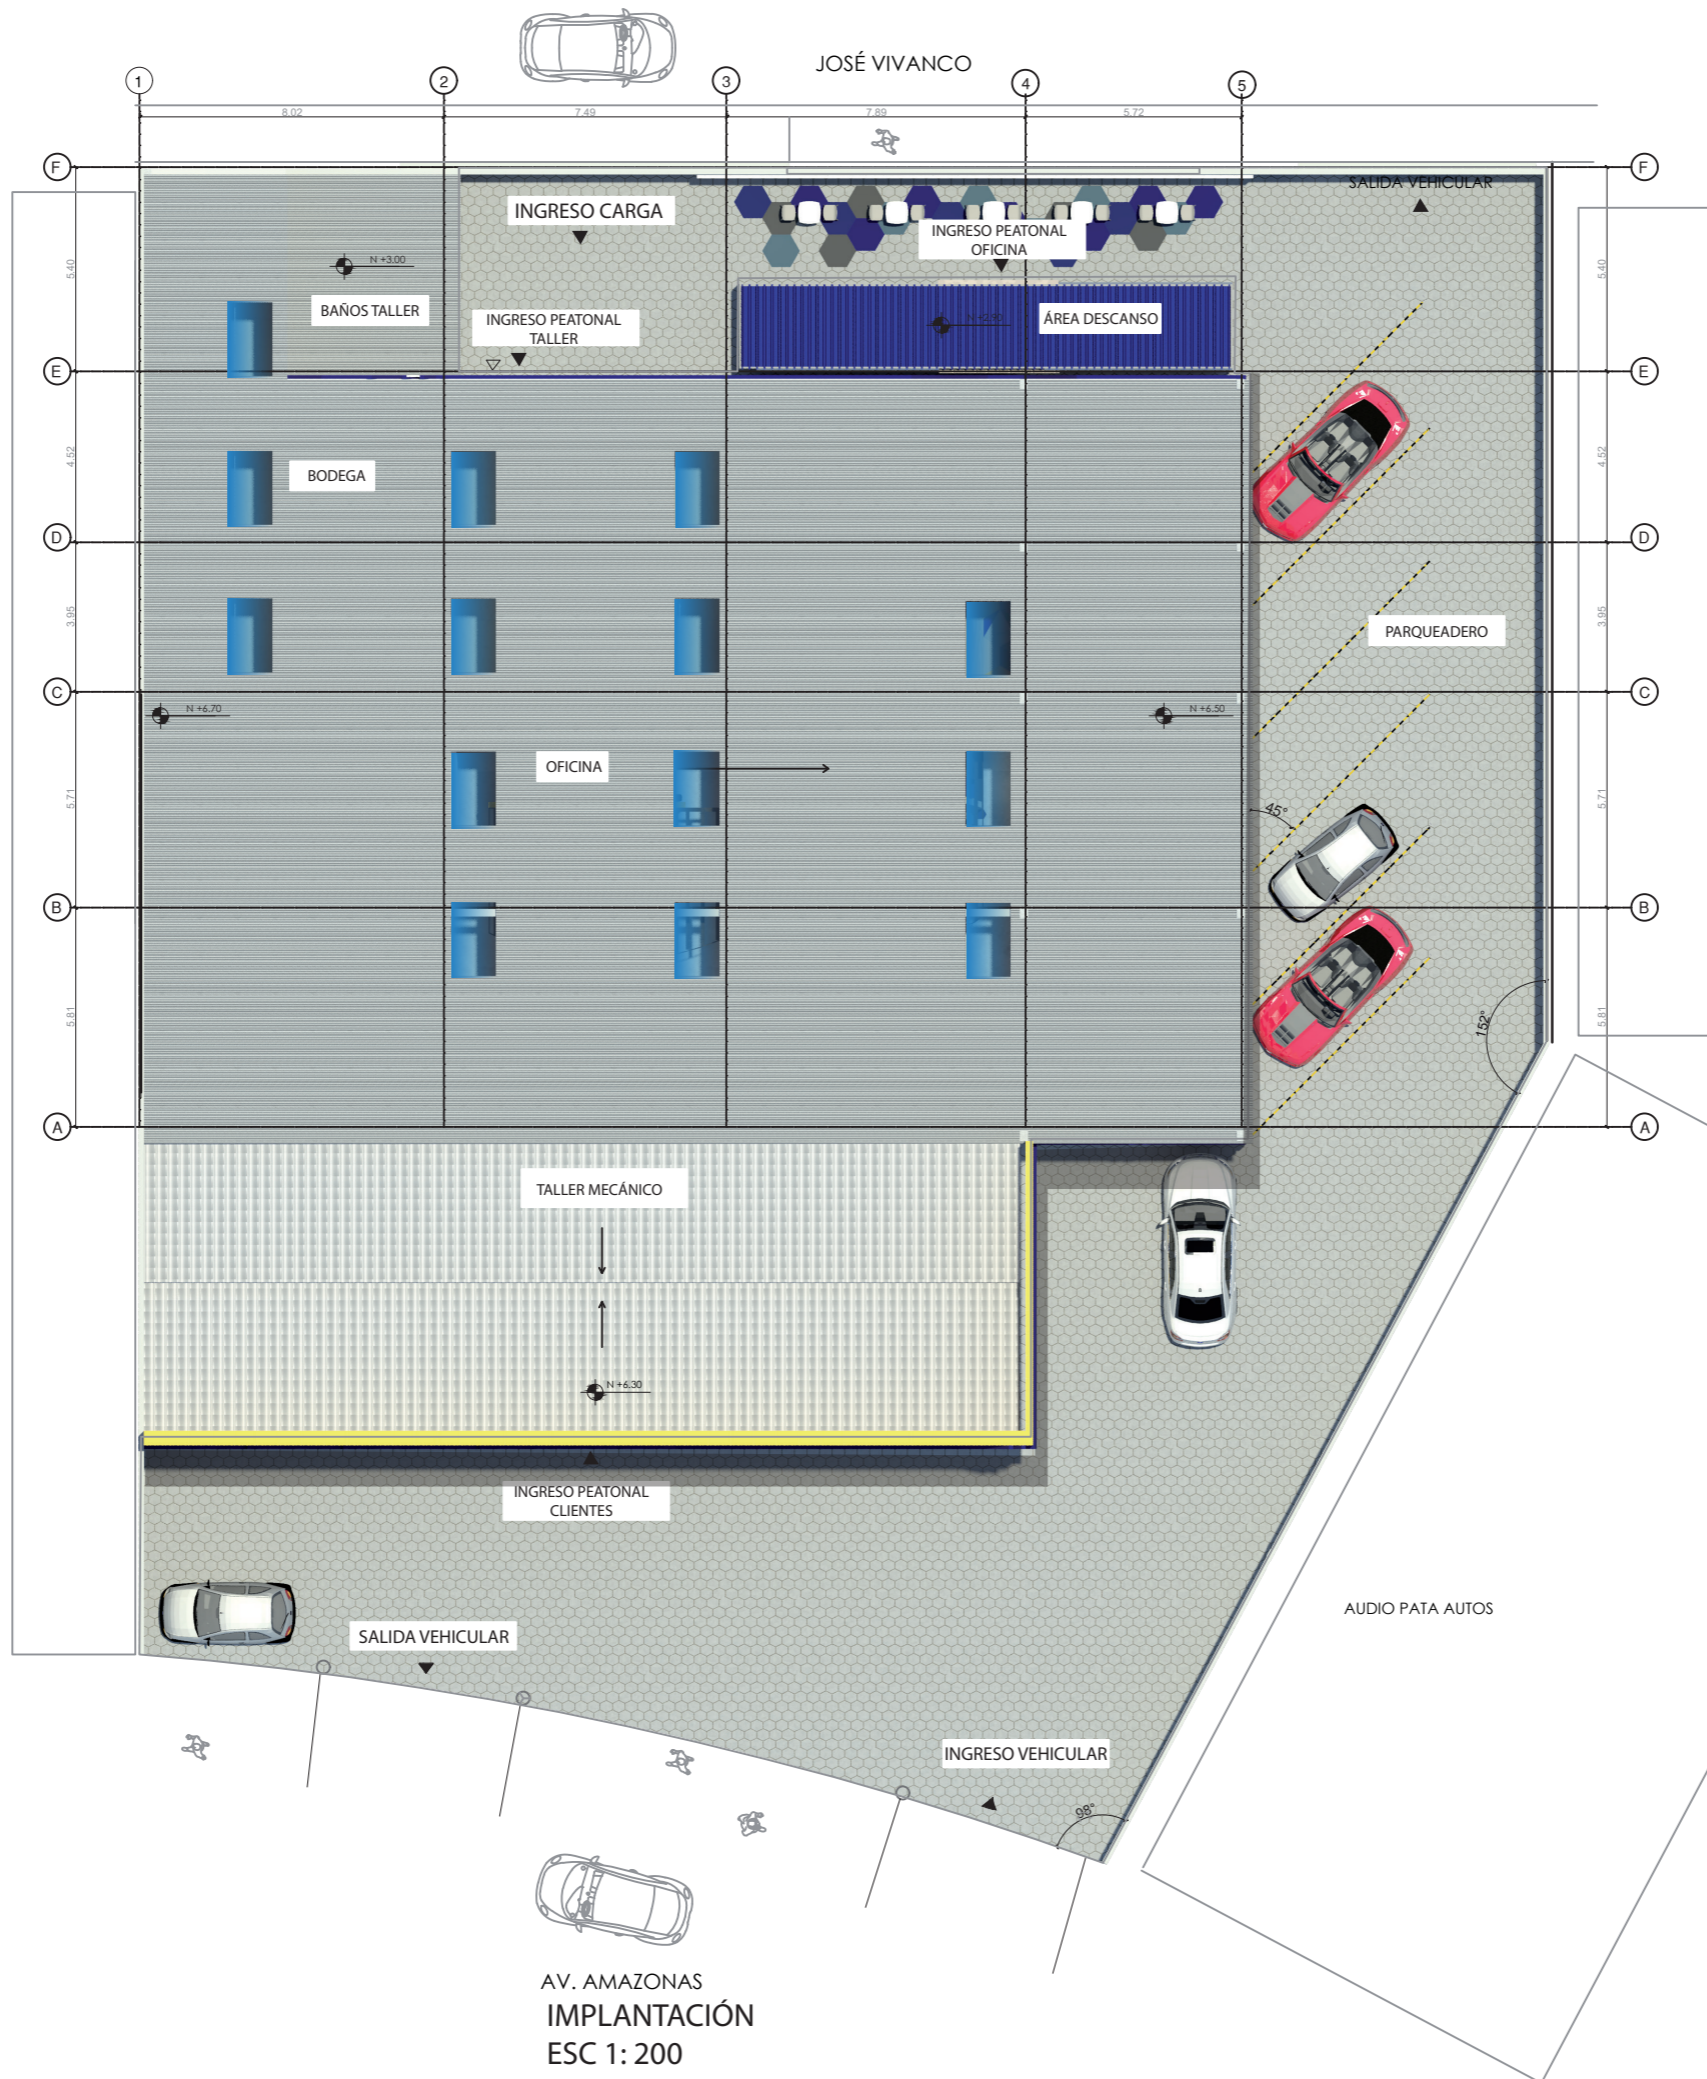 JOSÉ VIVANCO
1
2
3
4
5
8.02
7.49
7.89
5.72
F
F
SALIDA VEHICULAR
INGRESO CARGA
INGRESO PEATONAL
OFICINA
N +3.00
5.40
5.40
BAÑOS TALLER
INGRESO PEATONAL
TALLER
N +2.90
ÁREA DESCANSO
E
E
4.52
4.52
BODEGA
D
D
3.95
3.95
PARQUEADERO
C
C
N +6.70
N +6.50
OFICINA
5.71
5.71
45°
B
B
5.81
5.81
152°
A
A
TALLER MECÁNICO
N +6.30
INGRESO PEATONAL
CLIENTES
AUDIO PATA AUTOS
SALIDA VEHICULAR
INGRESO VEHICULAR
98°
AV. AMAZONAS
IMPLANTACIÓN
ESC 1: 200